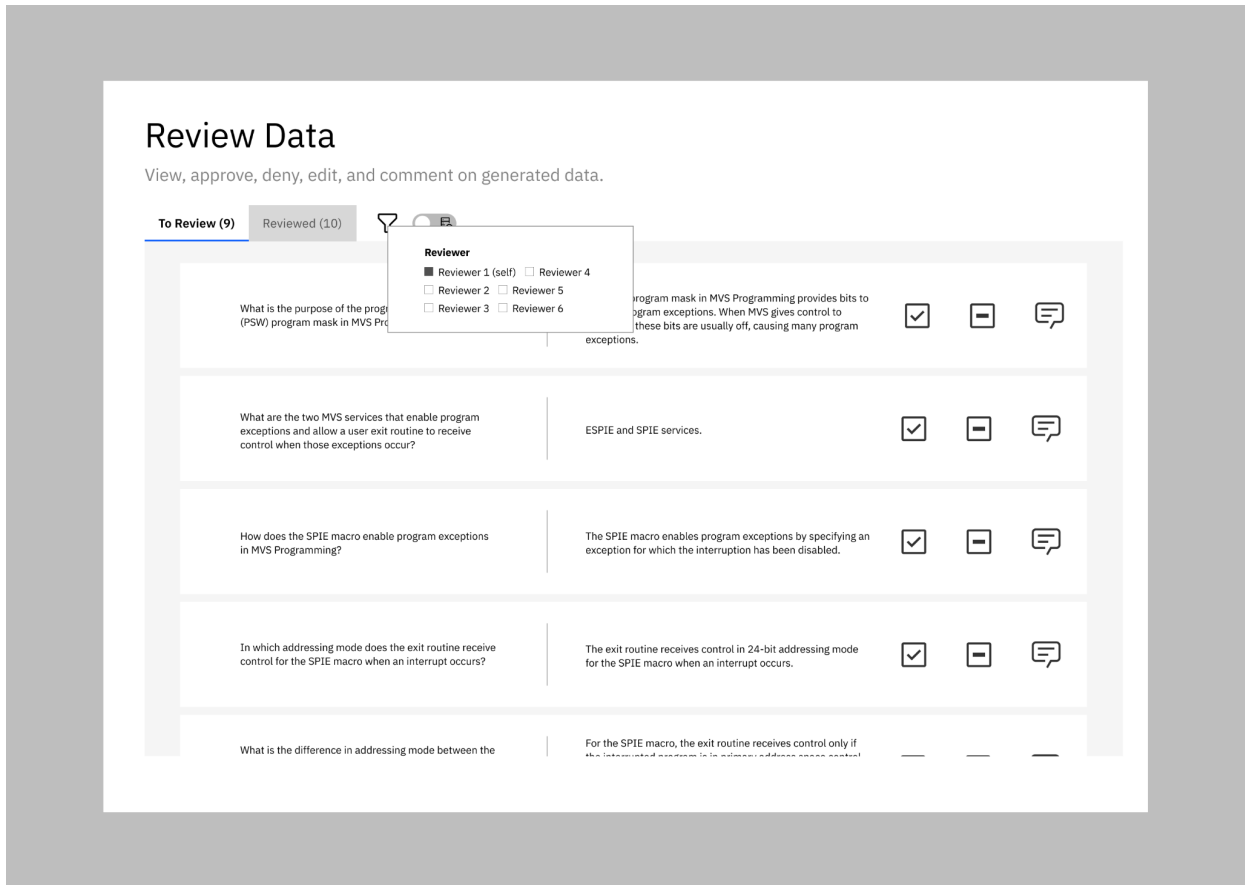 Review Data
View, approve, deny, edit, and comment on generated data.
To Review (9)
Reviewed (10)
Reviewer
Reviewer 1 (self)
Reviewer 4
Reviewer 2
Reviewer 5
Reviewer 3
Reviewer 6
What is the purpose of the
(PSW) program mask in MVS
program mask in MVS Programming provides bits to
exceptions. When MVS gives control to
these bits are usually off, causing many program
exceptions.
What are the two MVS services that enable program
exceptions and allow a user exit routine to receive
control when those exceptions occur?
ESPIE and SPIE services.
How does the SPIE macro enable program exceptions
in MVS Programming?
The SPIE macro enables program exceptions by specifying an
exception for which the interruption has been disabled.
In which addressing mode does the exit routine receive
control for the SPIE macro when an interrupt occurs?
The exit routine receives control in 24-bit addressing mode
for the SPIE macro when an interrupt occurs.
What is the difference in addressing mode between the
For the SPIE macro, the exit routine receives control only if
the interrupted program is in primary address space control